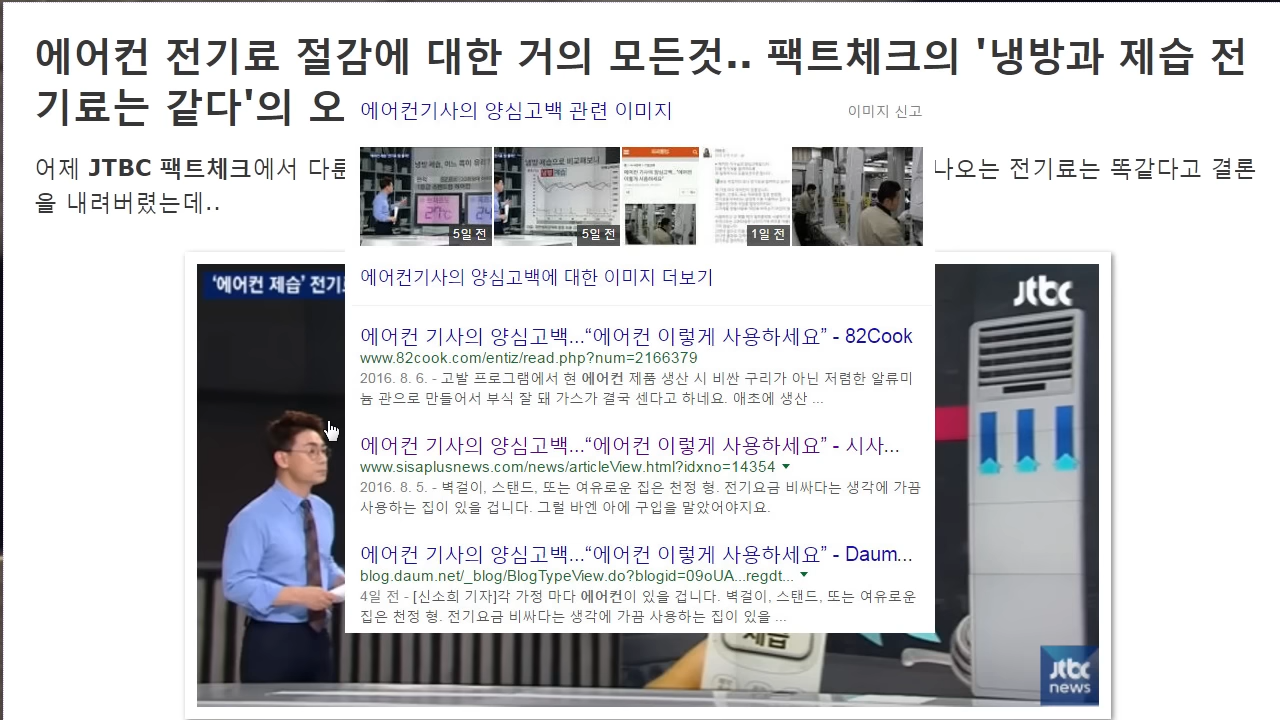 에어컨 전기료 절감에 대한 거의 모든것.. 팩트체크의 '냉방과 제습 전
기료는 같다'의 오
어제 JTBC 팩트체크에서 다룬
나오는 전기료는 똑같다고 결론
을 내려버렸는데..
에어컨기사의 양심고백 관련 이미지
이미지 신고
5일 전
5일 전
1일 전
에어컨기사의 양심고백에 대한 이미지 더보기
에어컨 기사의 양심고백...“에어컨 이렇게 사용하세요” - 82Cook
www.82cook.com/entiz/read.php?num=2166379
2016. 8. 6. - 고발 프로그램에서 현 에어컨 제품 생산 시 비싼 구리가 아닌 저렴한 알류미
늄 관으로 만들어서 부식 잘 돼 가스가 결국 센다고 하네요. 애초에 생산 ...
에어컨 기사의 양심고백...“에어컨 이렇게 사용하세요” - 시사...
www.sisaplusnews.com/news/articleView.html?idxno=14354
2016. 8. 5. - 벽걸이, 스탠드, 또는 여유로운 집은 천정 형. 전기요금 비싸다는 생각에 가끔
사용하는 집이 있을 겁니다. 그럴 바엔 아에 구입을 말았어야지요.
에어컨 기사의 양심고백...“에어컨 이렇게 사용하세요” - Daum...
blog.daum.net/_blog/BlogTypeView.do?blogid=09oUA...regdt...
4일 전 - [신소희 기자]각 가정 마다 에어컨이 있을 겁니다. 벽걸이, 스탠드, 또는 여유로운
집은 천정 형. 전기요금 비싸다는 생각에 가끔 사용하는 집이 있을 ...
‘에어컨 제습’ 전기료
jtbc
제습
jtbc
news